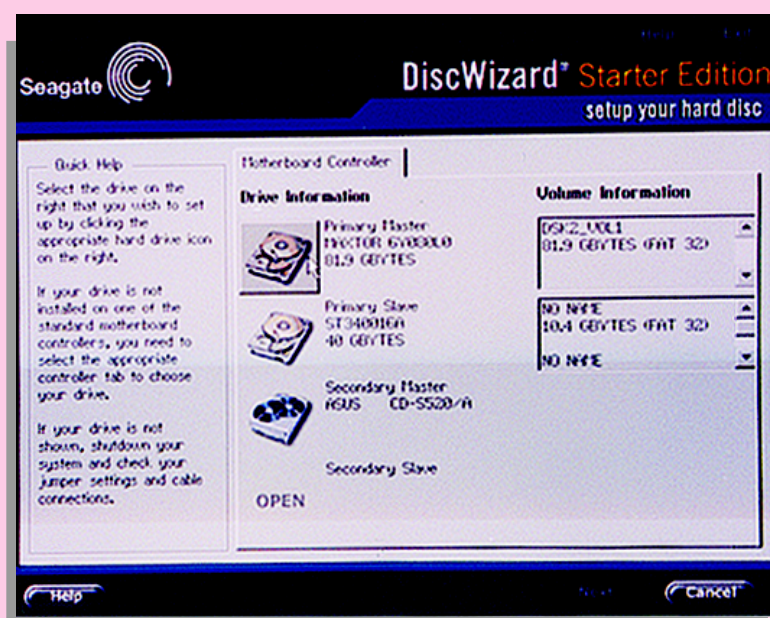 Help Exit
Seagate
DiscWizard™ Starter Edition
setup your hard disc
Quick Help
Select the drive on the
right that you wish to set
up by clicking the
appropriate hard drive icon
on the right.
If your drive is not
installed on one of the
standard motherboard
controllers, you need to
select the appropriate
controller tab to choose
your drive.
If your drive is not
shown, shutdown your
system and check your
jumper settings and cable
connections.
Motherboard Controller
Drive Information
Primary Master
MAXTOR 6Y080L0
81.9 GBYTES
Primary Slave
ST340016A
40 GBYTES
Secondary Master
ASUS CD-S520/A
Secondary Slave
OPEN
Volume Information
DSK2_VOL1
81.9 GBYTES (FAT 32)
NO NAME
10.4 GBYTES (FAT 32)
NO NAME
Help
Next
Cancel